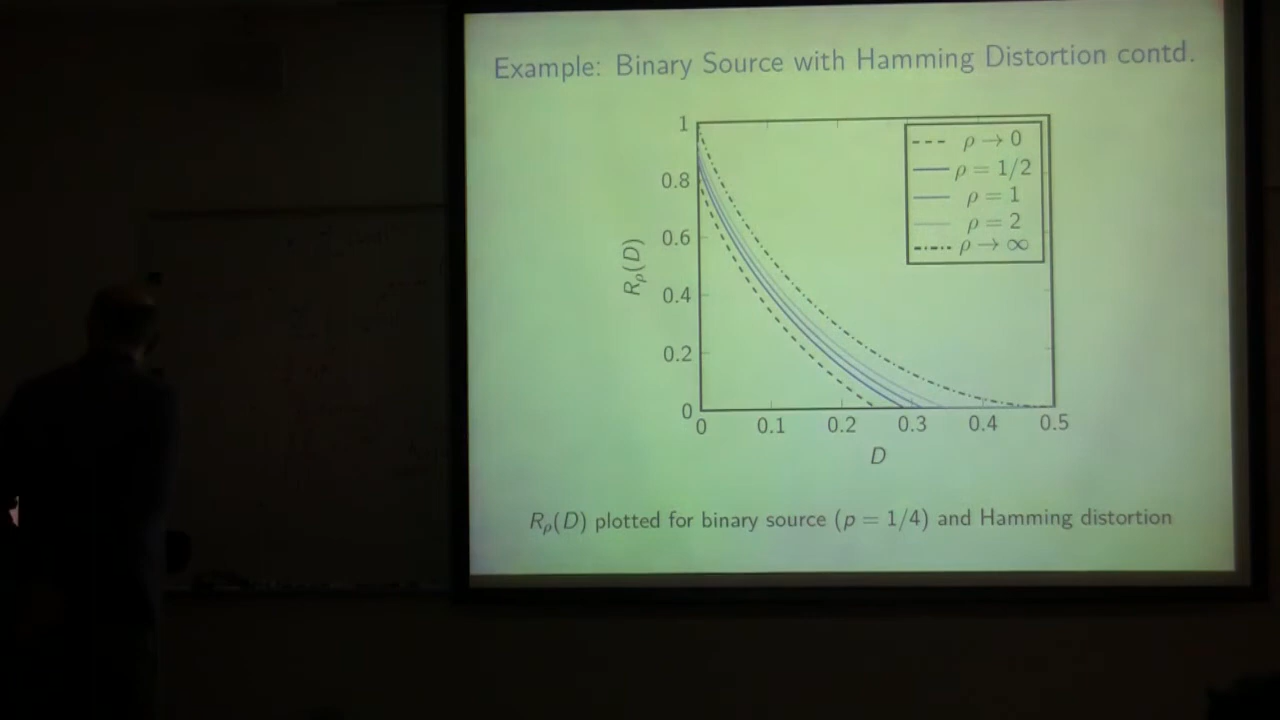 Example: Binary Source with Hamming Distortion contd.
1
0.8
0.6
0.4
0.2
0
R_ρ(D)
0 0.1 0.2 0.3 0.4 0.5
D
ρ → 0
ρ = 1/2
ρ = 1
ρ = 2
ρ → ∞
R_ρ(D) plotted for binary source (p = 1/4) and Hamming distortion